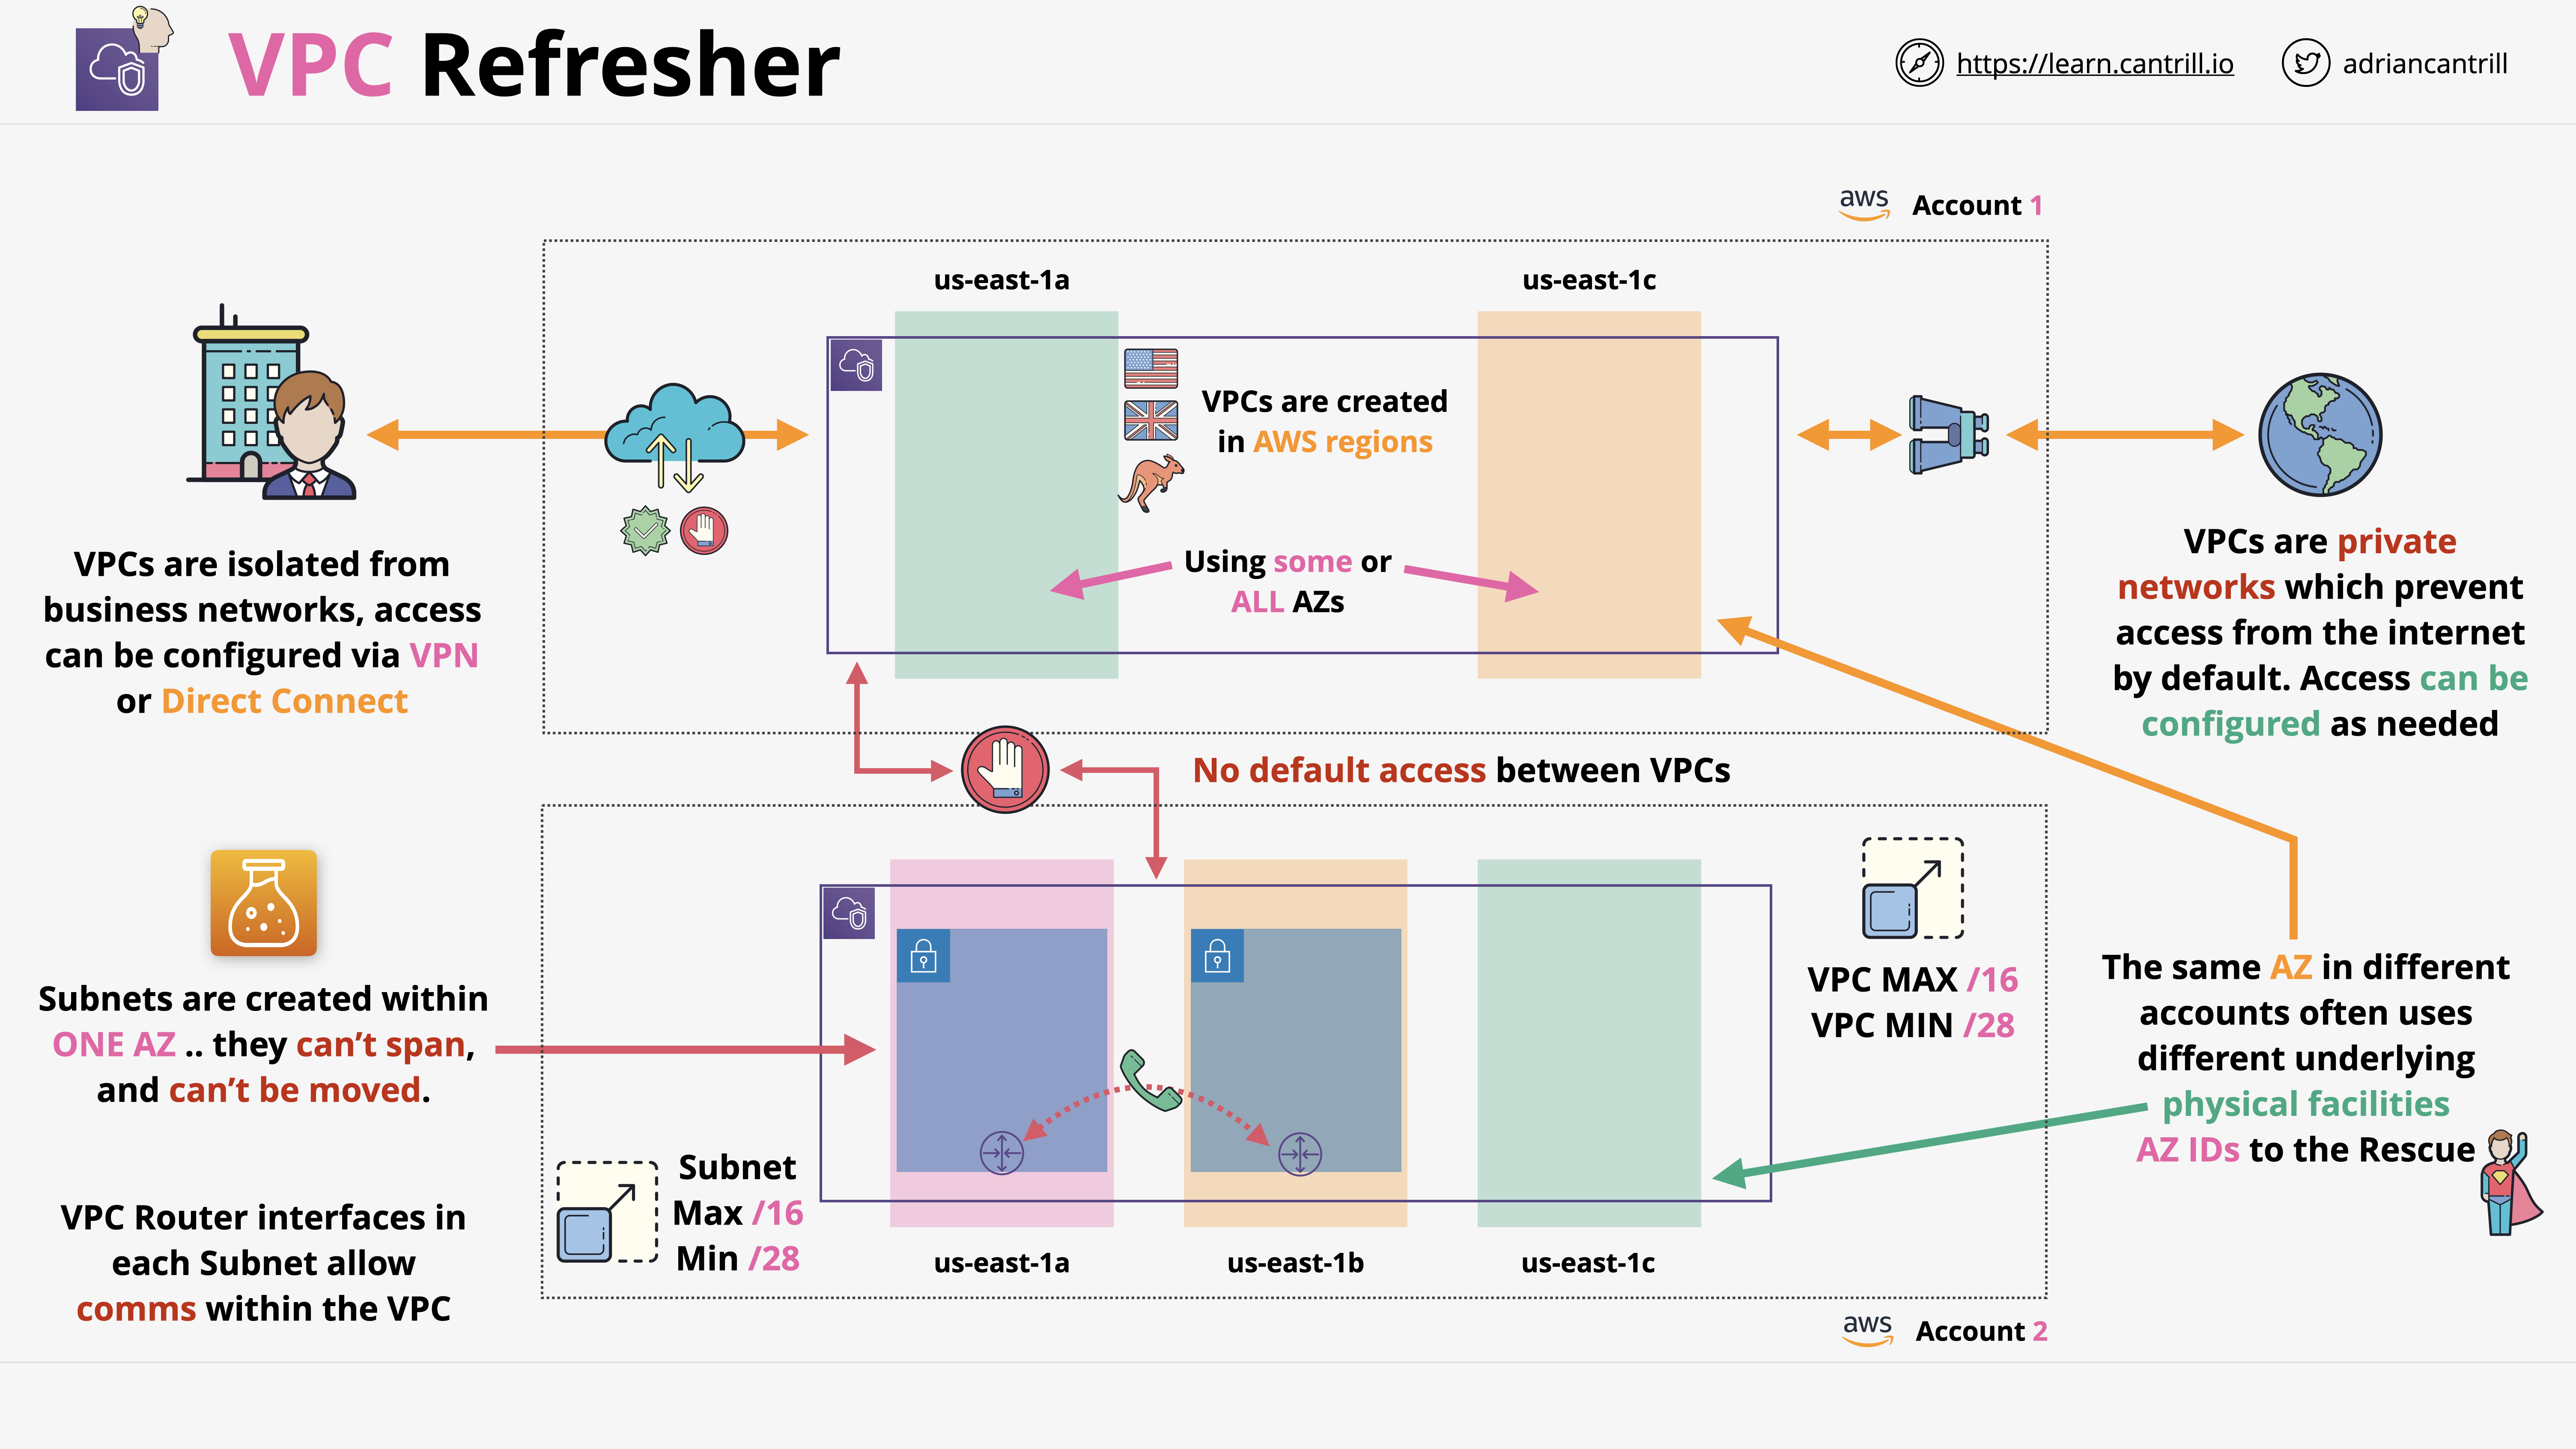 VPC Refresher
https://learn.cantrill.io
adriancantrill
aws
Account 1
us-east-1a
us-east-1c
VPCs are created
in AWS regions
Using some or
ALL AZs
VPCs are isolated from
business networks, access
can be configured via VPN
or Direct Connect
VPCs are private
networks which prevent
access from the internet
by default. Access can be
configured as needed
No default access between VPCs
Subnets are created within
ONE AZ .. they can't span,
and can't be moved.
VPC MAX /16
VPC MIN /28
The same AZ in different
accounts often uses
different underlying
physical facilities
AZ IDs to the Rescue
Subnet
Max /16
Min /28
VPC Router interfaces in
each Subnet allow
comms within the VPC
us-east-1a
us-east-1b
us-east-1c
aws
Account 2